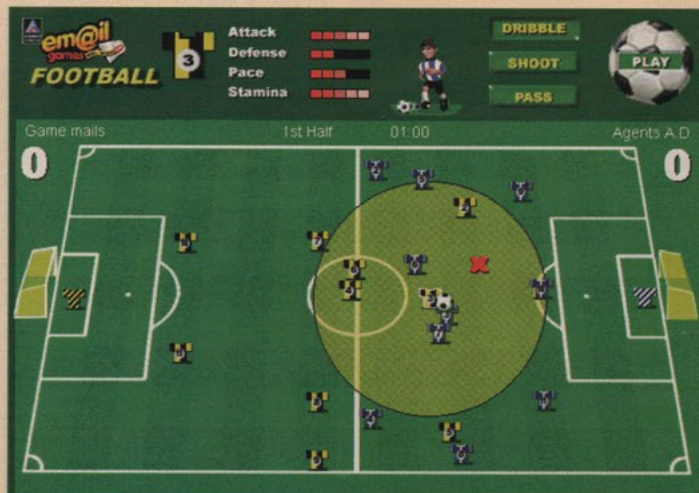 em@il
games
FOOTBALL
3
Attack
Defense
Pace
Stamina
DRIBBLE
SHOOT
PASS
PLAY
Game mails 1st Half 01:00 Agents A.D
0 0